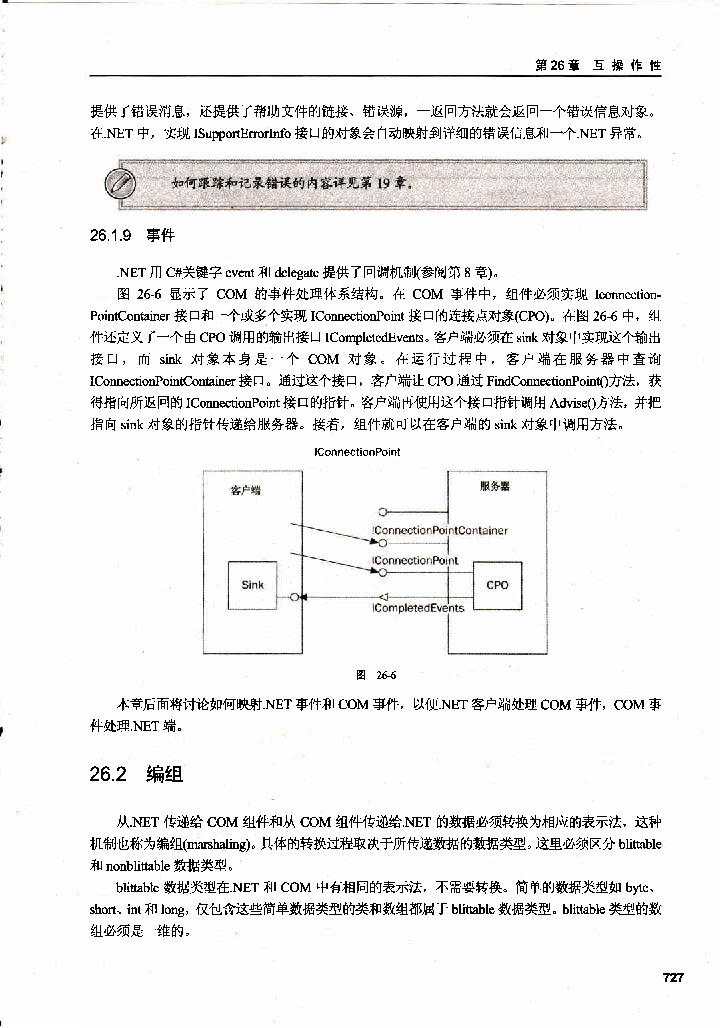 第26章 互操作性
提供了错误消息，还提供了帮助文件的链接、错误源，一返回方法就会返回一个错误信息对象。
在.NET 中，实现 ISupportErrorInfo 接口的对象会自动映射到详细的错误信息和一个.NET 异常。
如何跟踪和记录错误的内容详见第 19 章。
26.1.9 事件
.NET 用 C#关键字 event 和 delegate 提供了回调机制(参阅第 8 章)。
图 26-6 显示了 COM 的事件处理体系结构。在 COM 事件中，组件必须实现 Iconnection-
PointContainer 接口和一个或多个实现 IConnectionPoint 接口的连接点对象(CPO)。在图 26-6 中，组
件还定义了一个由 CPO 调用的输出接口 ICompletedEvents。客户端必须在 sink 对象中实现这个输出
接口，而 sink 对象本身是一个 COM 对象。在运行过程中，客户端在服务器中查询
IConnectionPointContainer 接口。通过这个接口，客户端让 CPO 通过 FindConnectionPoint()方法，获
得指向所返回的 IConnectionPoint 接口的指针。客户端再使用这个接口指针调用 Advise()方法，并把
指向 sink 对象的指针传递给服务器。接着，组件就可以在客户端的 sink 对象中调用方法。
IConnectionPoint
客户端
服务器
IConnectionPointContainer
IConnectionPoint
Sink
CPO
ICompletedEvents
图 26-6
本章后面将讨论如何映射.NET 事件和 COM 事件，以便.NET 客户端处理 COM 事件，COM 事
件处理.NET 端。
26.2 编组
从.NET 传递给 COM 组件和从 COM 组件传递给.NET 的数据必须转换为相应的表示法，这种
机制也称为编组(marshaling)。具体的转换过程取决于所传递数据的数据类型。这里必须区分 blittable
和 nonblittable 数据类型。
blittable 数据类型在.NET 和 COM 中有相同的表示法，不需要转换。简单的数据类型如 byte、
short、int 和 long，仅包含这些简单数据类型的类和数组都属于 blittable 数据类型。blittable 类型的数
组必须是一维的。
727